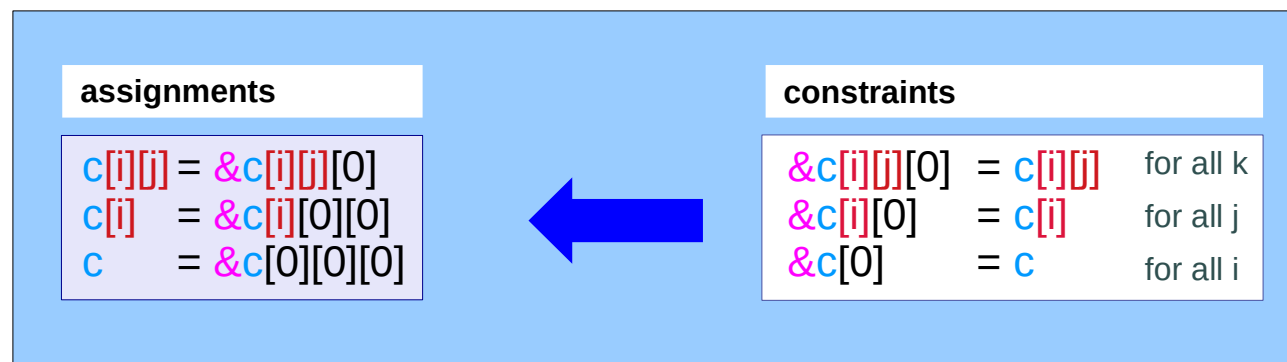 assignments
c[i][j] = &c[i][j][0]
c[i] = &c[i][0][0]
c = &c[0][0][0]
constraints
&c[i][j][0] = c[i][j] for all k
&c[i][0] = c[i] for all j
&c[0] = c for all i